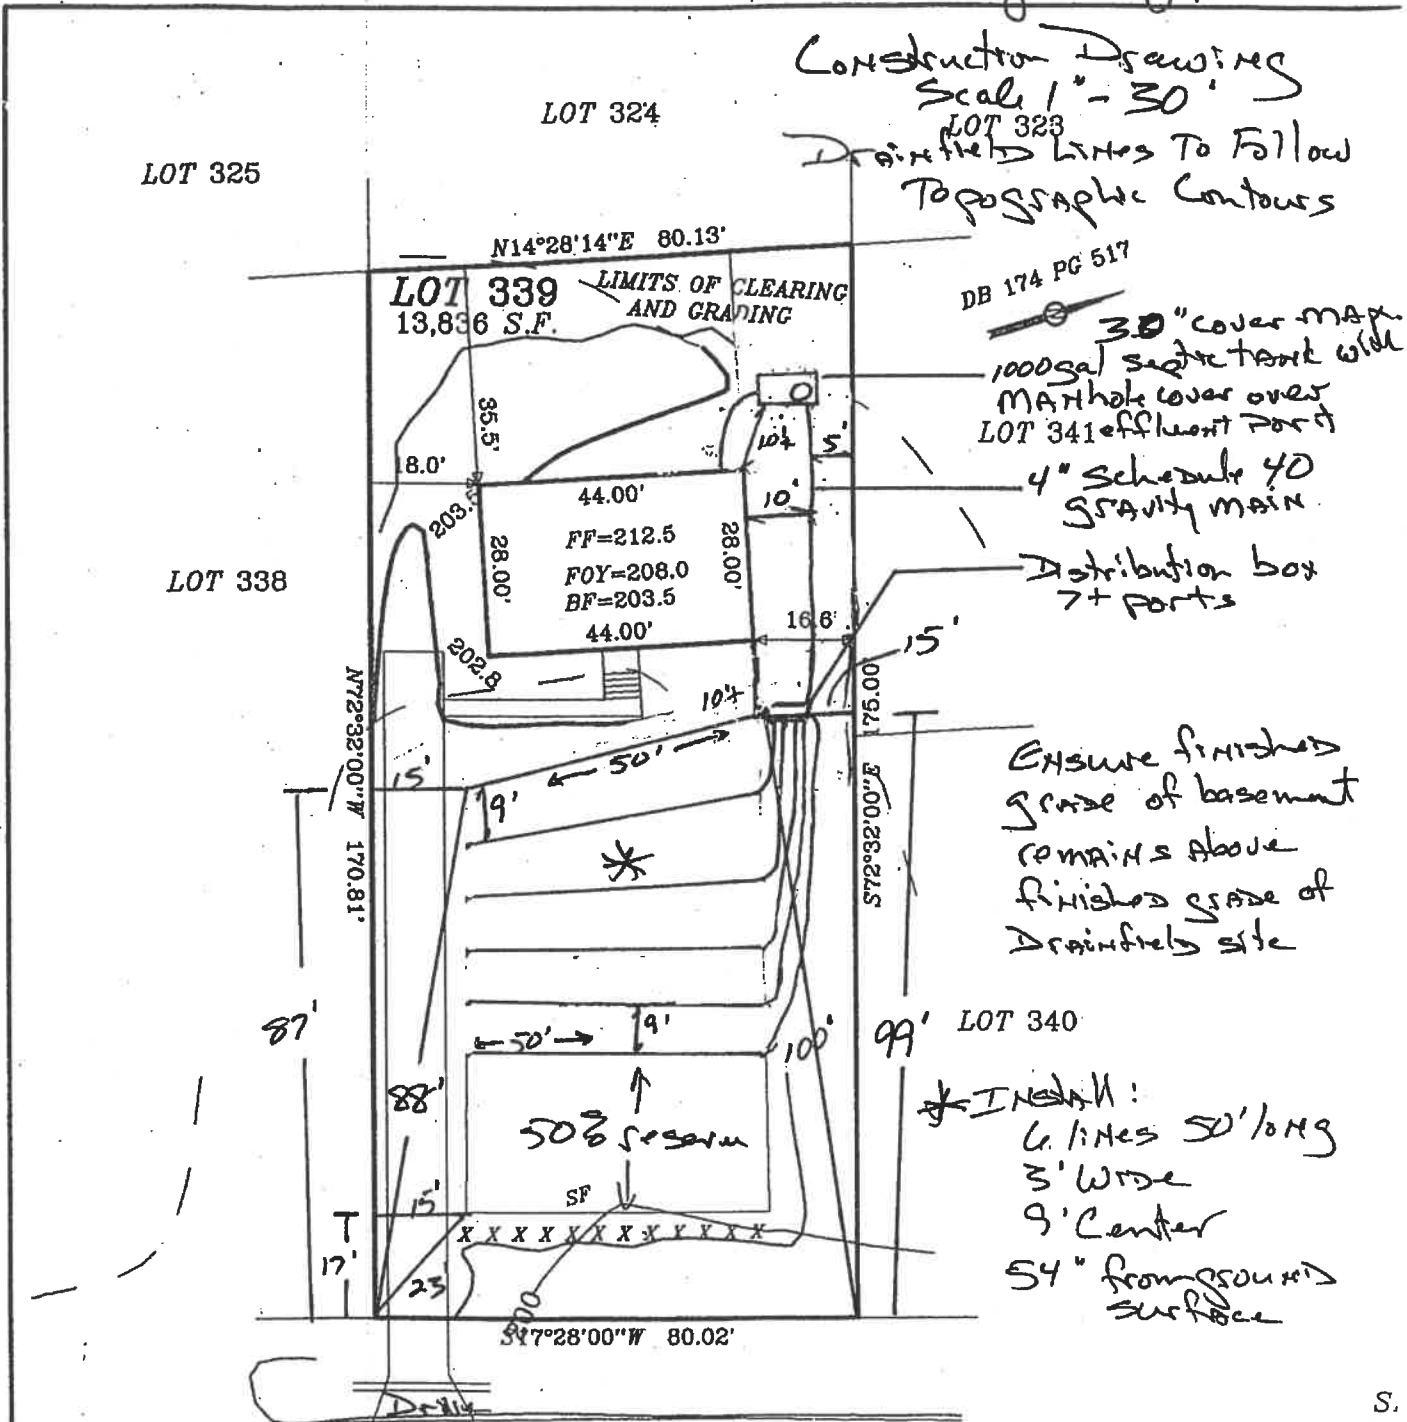 Construction Drawing
Scale 1" - 30'
LOT 324
LOT 323
Drainfield Lines To Follow
Topographic Contours
LOT 325
N14°28'14"E 80.13'
DB 174 PG 517
LOT 339
13,836 S.F.
LIMITS OF CLEARING
AND GRADING
30" cover max.
1000gal septic tank with
manhole cover over
effluent port
LOT 341
35.5'
10'±
5'
18.0'
203.
44.00'
10'
4" Schedule 40
gravity main
FF=212.5
FOY=208.0
BF=203.5
28.00'
28.00'
44.00'
LOT 338
Distribution box
7+ ports
16.6'
15'
202.8
10'±
N72°32'00"W 170.81'
S72°32'00"E 175.00
50'
15'
9'
Ensure finished
grade of basement
remains above
finished grade of
Drainfield site
87'
88'
50'
9'
100'
99'
LOT 340
50% reserve
* Install:
6 lines 50' long
3' Wide
9' Center
54" from ground
surface
15'
SF
X X X X X X X X X X X X
17'
23'
S17°28'00"W 80.02'
Drive
S.